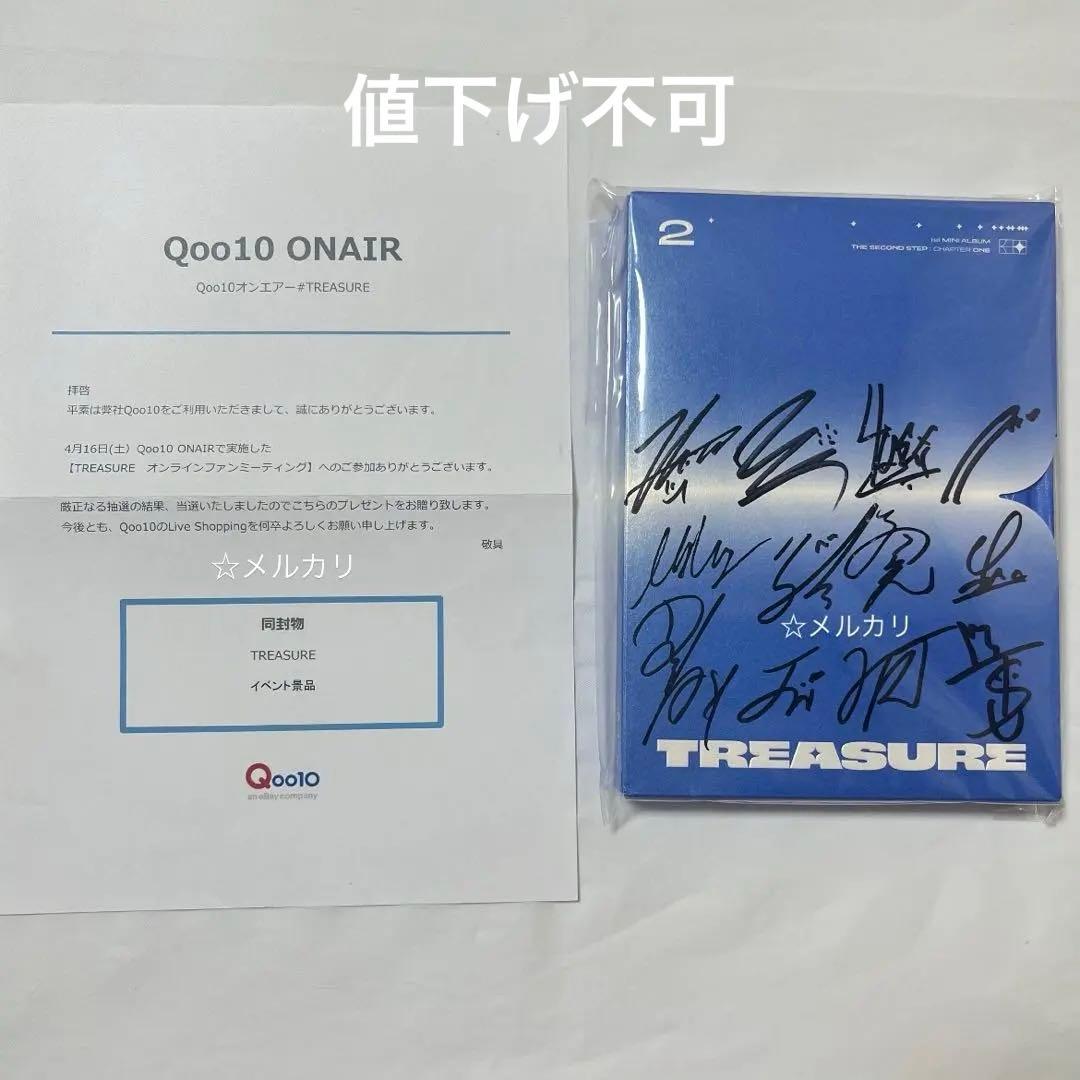 値下げ不可
Qoo10 ONAIR
Qoo10オンエアー#TREASURE
拝啓
平素は弊社Qoo10をご利用いただきまして、誠にありがとうございます。
4月16日(土) Qoo10 ONAIRで実施した
【TREASURE　オンラインファンミーティング】へのご参加ありがとうございます。
厳正なる抽選の結果、当選いたしましたのでこちらのプレゼントをお贈り致します。
今後とも、Qoo10のLive Shoppingを何卒よろしくお願い申し上げます。
敬具
☆メルカリ
同封物
TREASURE
イベント景品
Qoo10
an eBay company
2
1st MINI ALBUM
THE SECOND STEP : CHAPTER ONE
☆メルカリ
TREASURE